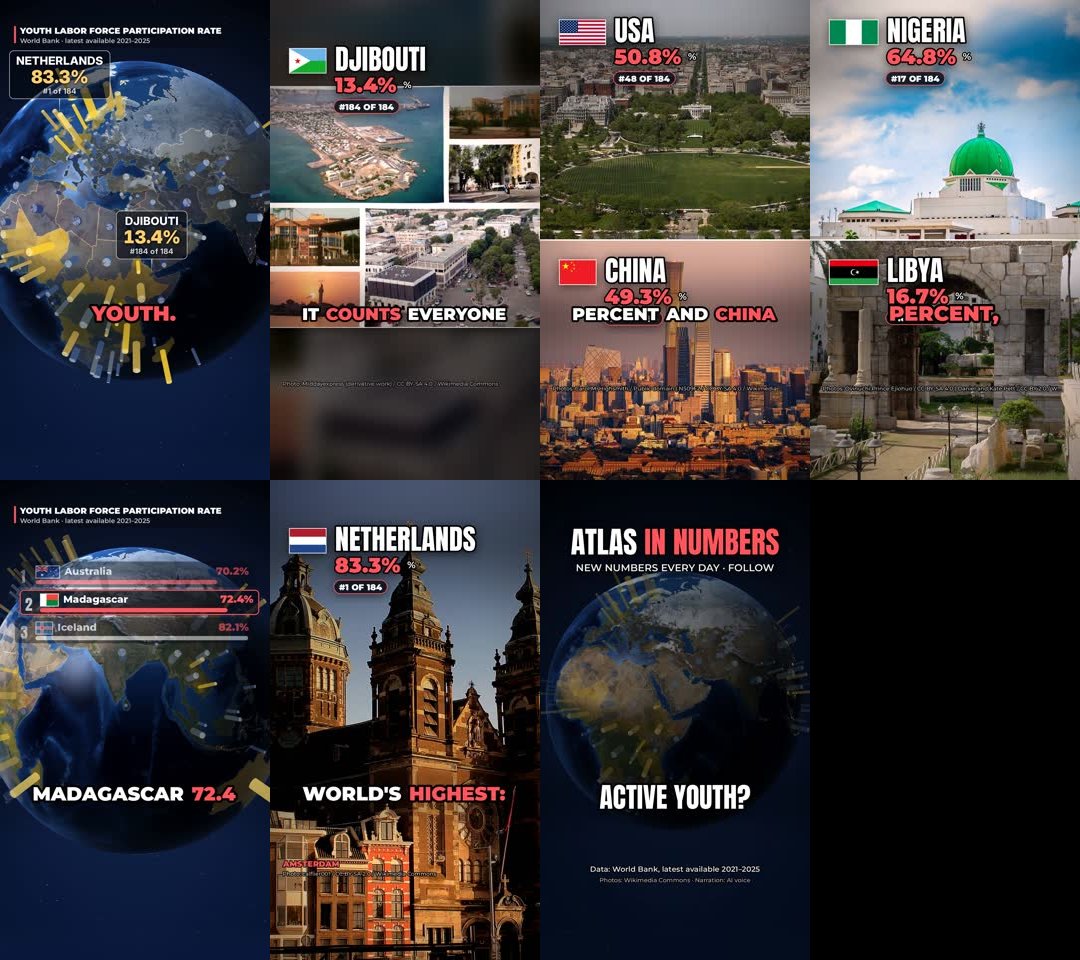 YOUTH LABOR FORCE PARTICIPATION RATE
World Bank · latest available 2021–2025
NETHERLANDS
83.3%
#1 of 184
DJIBOUTI
13.4%
#184 of 184
YOUTH.
DJIBOUTI
13.4% %
#184 OF 184
IT COUNTS EVERYONE
USA
50.8% %
#48 OF 184
CHINA
49.3% %
PERCENT AND CHINA
NIGERIA
64.8% %
#17 OF 184
LIBYA
16.7% %
PERCENT,
YOUTH LABOR FORCE PARTICIPATION RATE
World Bank · latest available 2021–2025
1 Australia 70.2%
2 Madagascar 72.4%
3 Iceland 82.1%
MADAGASCAR 72.4
NETHERLANDS
83.3% %
#1 OF 184
WORLD'S HIGHEST:
AMSTERDAM
ATLAS IN NUMBERS
NEW NUMBERS EVERY DAY · FOLLOW
ACTIVE YOUTH?
Data: World Bank, latest available 2021–2025
Photos: Wikimedia Commons · Narration: AI voice